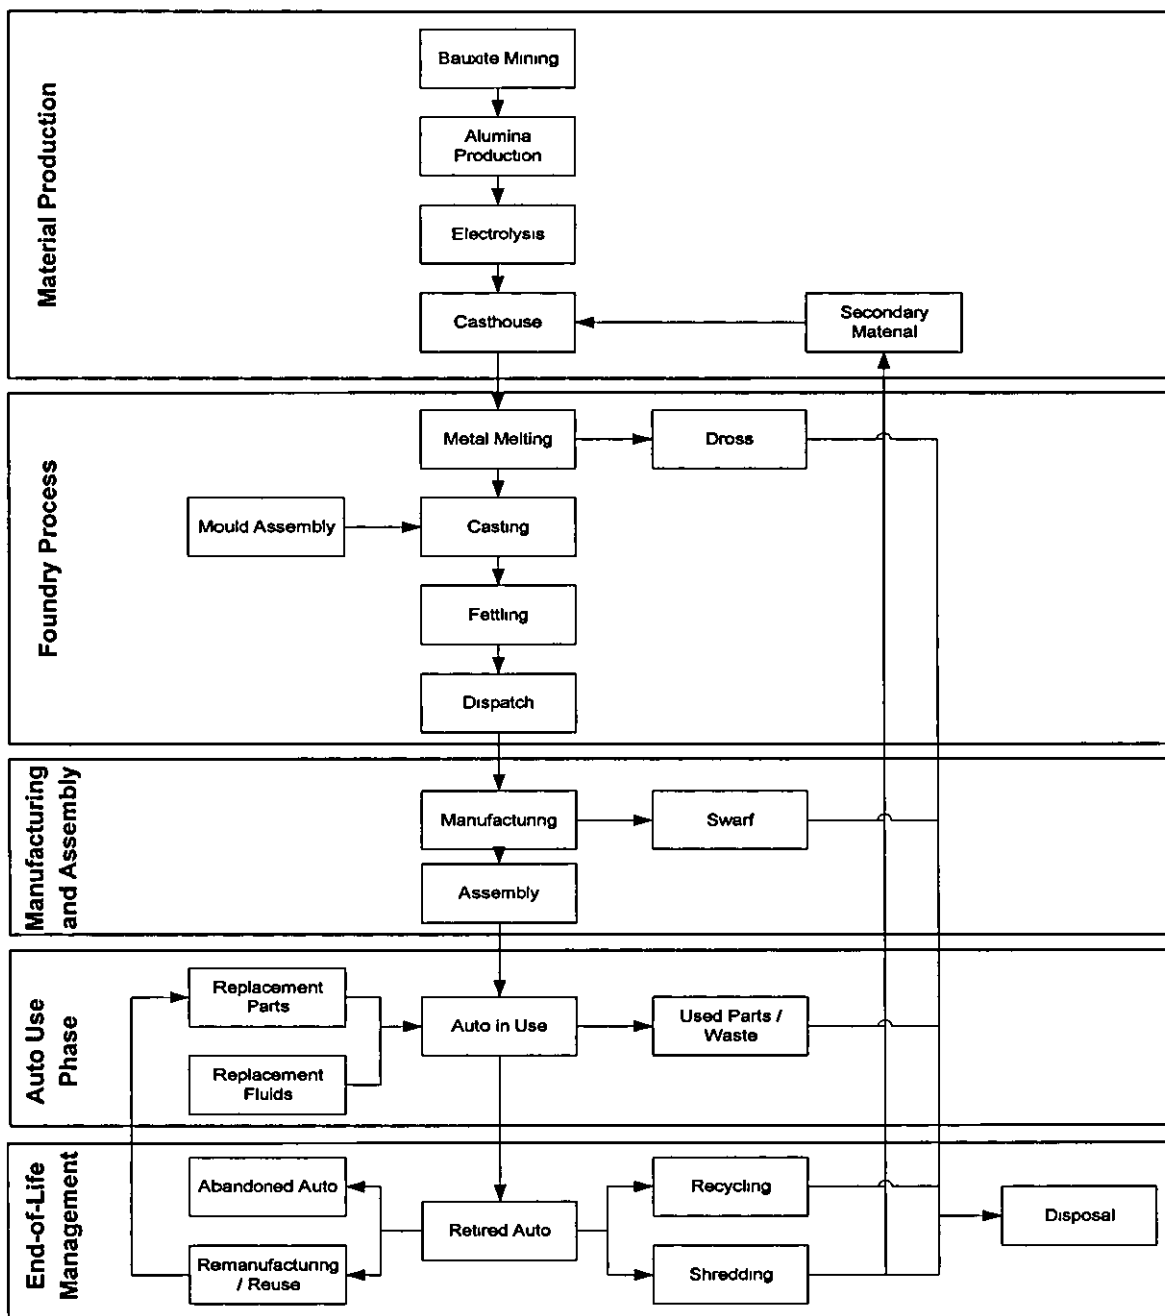 Material Production
Bauxite Mining
Alumina
Production
Electrolysis
Casthouse
Secondary
Material
Foundry Process
Metal Melting
Dross
Mould Assembly
Casting
Fettling
Dispatch
Manufacturing
and Assembly
Manufacturing
Swarf
Assembly
Auto Use
Phase
Replacement
Parts
Auto in Use
Used Parts /
Waste
Replacement
Fluids
End-of-Life
Management
Abandoned Auto
Retired Auto
Recycling
Disposal
Remanufacturing
/ Reuse
Shredding